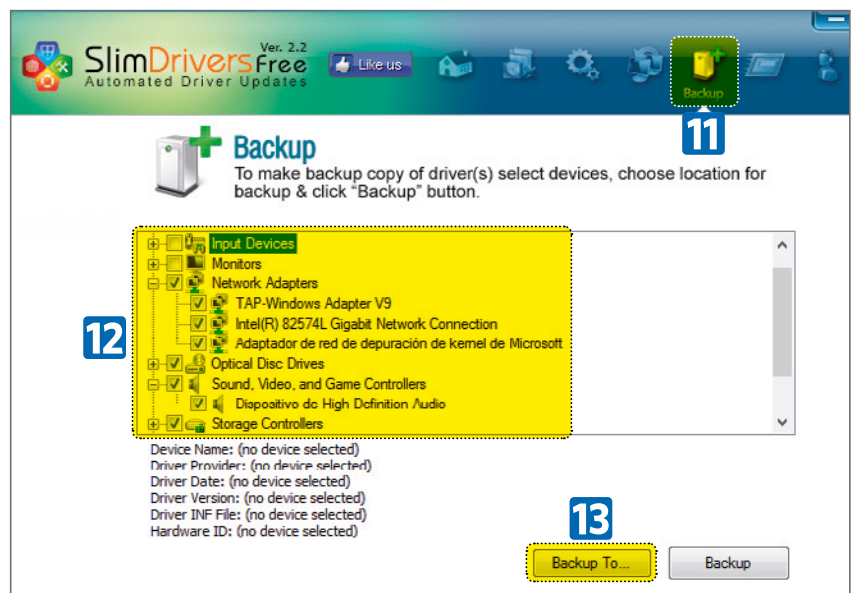 SlimDrivers Free Ver. 2.2
Automated Driver Updates
Like us
Backup
11
Backup
To make backup copy of driver(s) select devices, choose location for
backup & click “Backup” button.
12
Input Devices
Monitors
Network Adapters
TAP-Windows Adapter V9
Intel(R) 82574L Gigabit Network Connection
Adaptador de red de depuración de kernel de Microsoft
Optical Disc Drives
Sound, Video, and Game Controllers
Dispositivo de High Definition Audio
Storage Controllers
Device Name: (no device selected)
Driver Provider: (no device selected)
Driver Date: (no device selected)
Driver Version: (no device selected)
Driver INF File: (no device selected)
Hardware ID: (no device selected)
13
Backup To...
Backup